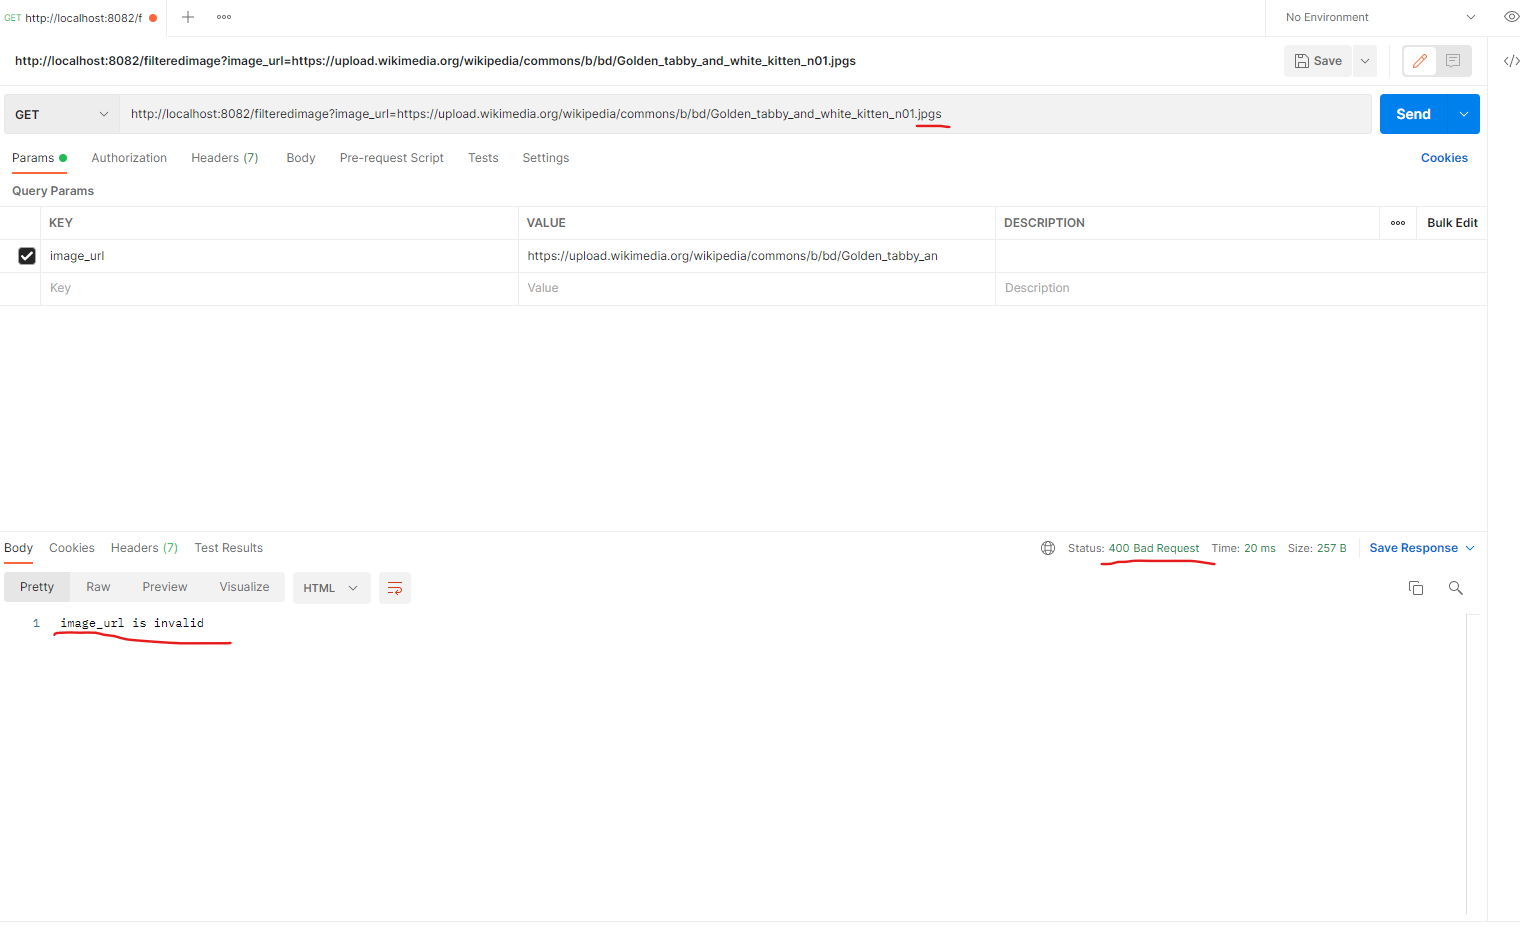 GET http://localhost:8082/f
No Environment
http://localhost:8082/filteredimage?image_url=https://upload.wikimedia.org/wikipedia/commons/b/bd/Golden_tabby_and_white_kitten_n01.jpgs
Save
GET http://localhost:8082/filteredimage?image_url=https://upload.wikimedia.org/wikipedia/commons/b/bd/Golden_tabby_and_white_kitten_n01.jpgs Send
Params Authorization Headers (7) Body Pre-request Script Tests Settings Cookies
Query Params
KEY VALUE DESCRIPTION Bulk Edit
image_url https://upload.wikimedia.org/wikipedia/commons/b/bd/Golden_tabby_an
Key Value Description
Body Cookies Headers (7) Test Results Status: 400 Bad Request Time: 20 ms Size: 257 B Save Response
Pretty Raw Preview Visualize HTML
1 image_url is invalid